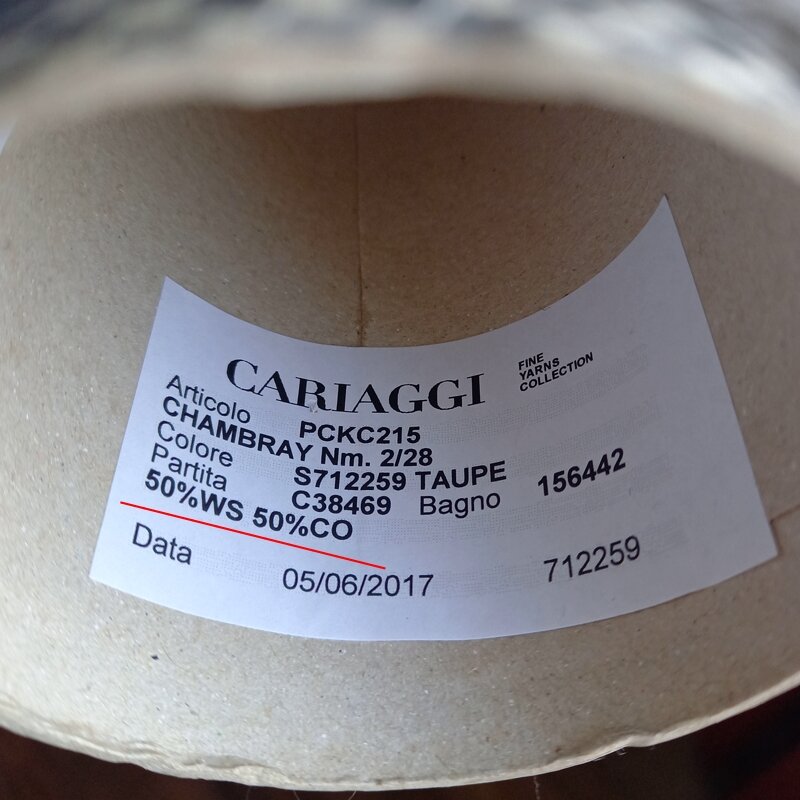 CARIAGGI
FINE
YARNS
COLLECTION
Articolo PCKC215
CHAMBRAY Nm. 2/28
Colore S712259 TAUPE
Partita C38469 Bagno 156442
50%WS 50%CO
Data 05/06/2017 712259